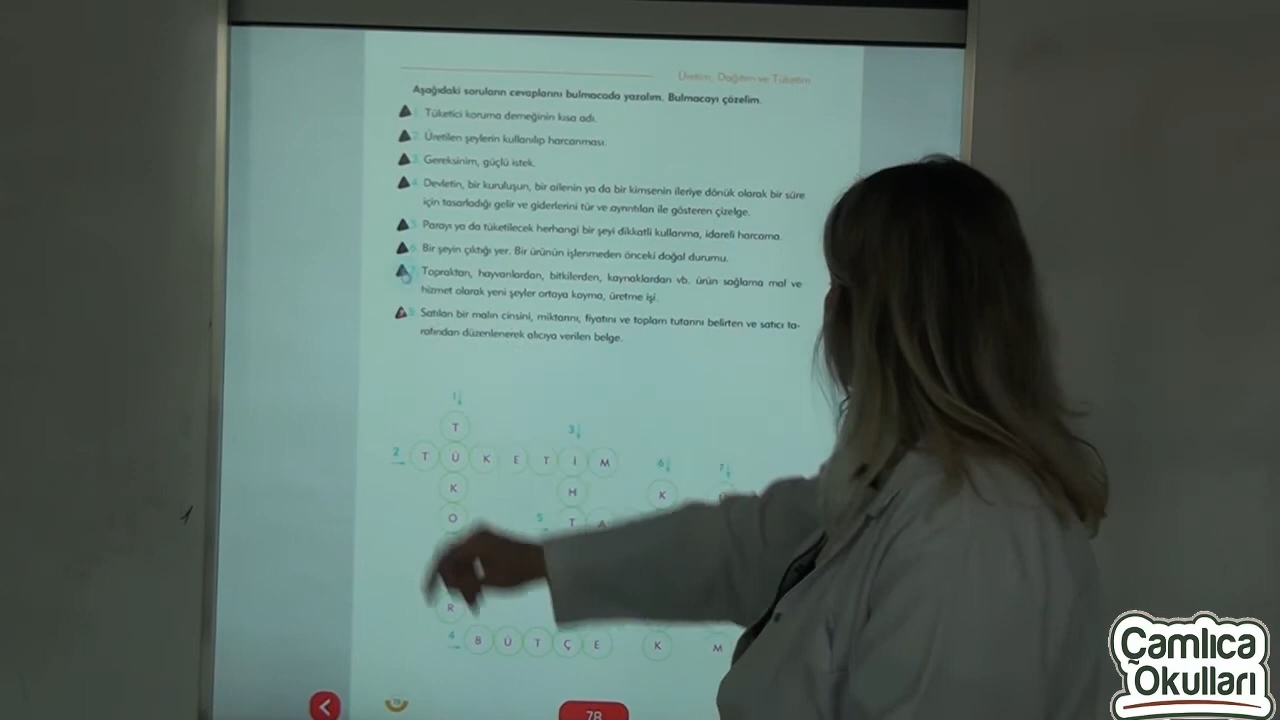 Üretim, Dağıtım ve Tüketim
Aşağıdaki soruların cevaplarını bulmacada yazalım. Bulmacayı çözelim.
1. Tüketici koruma derneğinin kısa adı.
2. Üretilen şeylerin kullanılıp harcanması.
3. Gereksinim, güçlü istek.
4. Devletin, bir kuruluşun, bir ailenin ya da bir kimsenin ileriye dönük olarak bir süre
için tasarladığı gelir ve giderlerini tür ve ayrıntıları ile gösteren çizelge.
5. Parayı ya da tüketilecek herhangi bir şeyi dikkatli kullanma, idareli harcama.
6. Bir şeyin çıktığı yer. Bir ürünün işlenmeden önceki doğal durumu.
7. Topraktan, hayvanlardan, bitkilerden, kaynaklardan vb. ürün sağlama mal ve
hizmet olarak yeni şeyler ortaya koyma, üretme işi.
8. Satılan bir malın cinsini, miktarını, fiyatını ve toplam tutarını belirten ve satıcı ta-
rafından düzenlenerek alıcıya verilen belge.
1
T
3
2 T Ü K E T İ M
6 7
K H K
O 5 T A
R
4 B Ü T Ç E K M
78
Çamlıca
Okulları